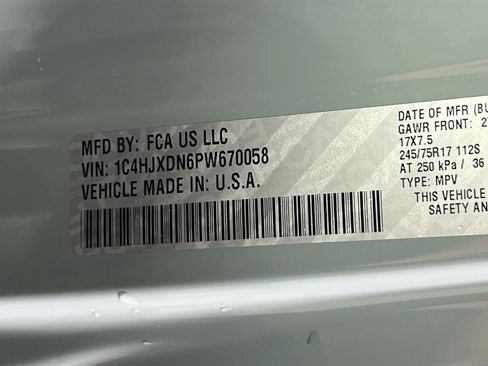 MFD BY: FCA US LLC
VIN: 1C4HJXDN6PW670058
VEHICLE MADE IN: U.S.A.
DATE OF MFR (BU
GAWR FRONT: 2
17X7.5
245/75R17 112S
AT 250 kPa / 36
TYPE: MPV
THIS VEHICLE
SAFETY AN